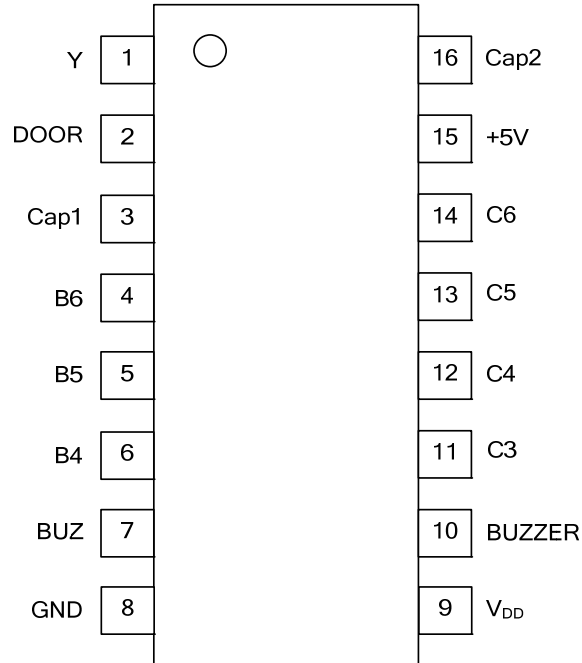 Y 1 16 Cap2
DOOR 2 15 +5V
Cap1 3 14 C6
B6 4 13 C5
B5 5 12 C4
B4 6 11 C3
BUZ 7 10 BUZZER
GND 8 9 VDD